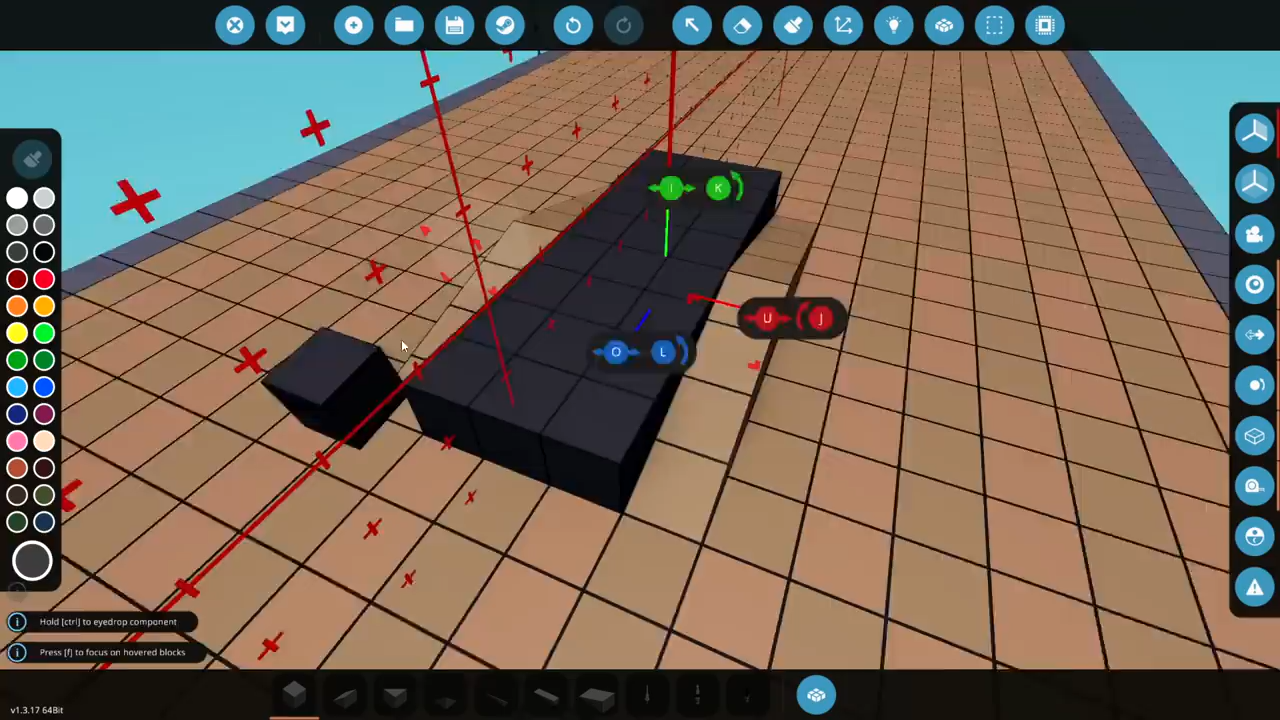 I K
U J
O L
Hold [ctrl] to eyedrop component
Press [f] to focus on hovered blocks
v1.3.17 64Bit